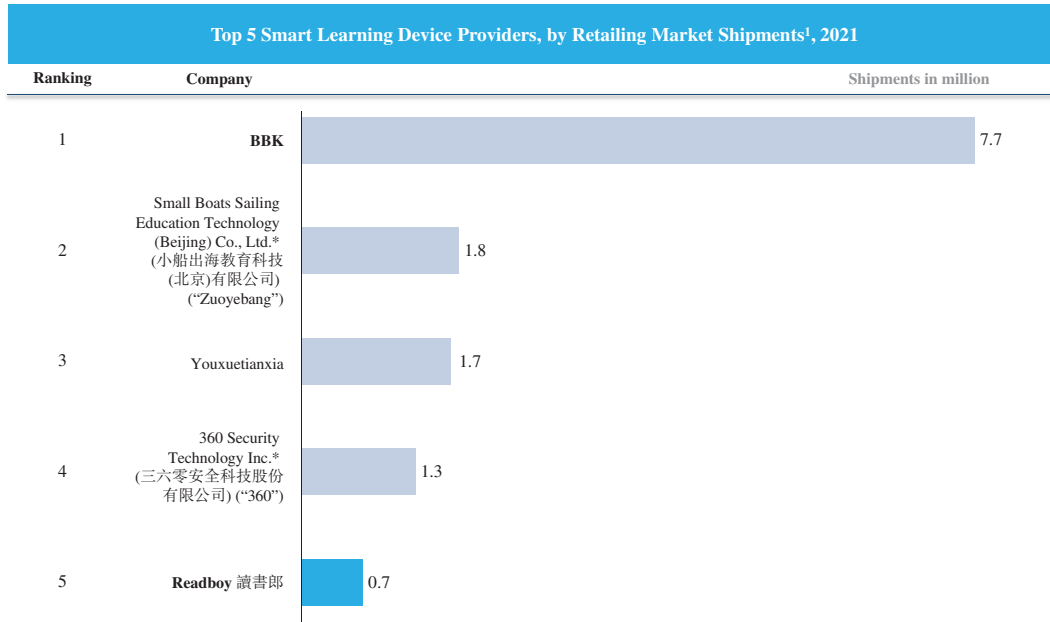 Top 5 Smart Learning Device Providers, by Retailing Market Shipments¹, 2021
Ranking Company Shipments in million
1 BBK 7.7
Small Boats Sailing
Education Technology
(Beijing) Co., Ltd.*
2 (小船出海教育科技 1.8
(北京)有限公司)
(“Zuoyebang”)
3 Youxuetianxia 1.7
360 Security
Technology Inc.*
4 (三六零安全科技股份 1.3
有限公司) (“360”)
5 Readboy 讀書郎 0.7